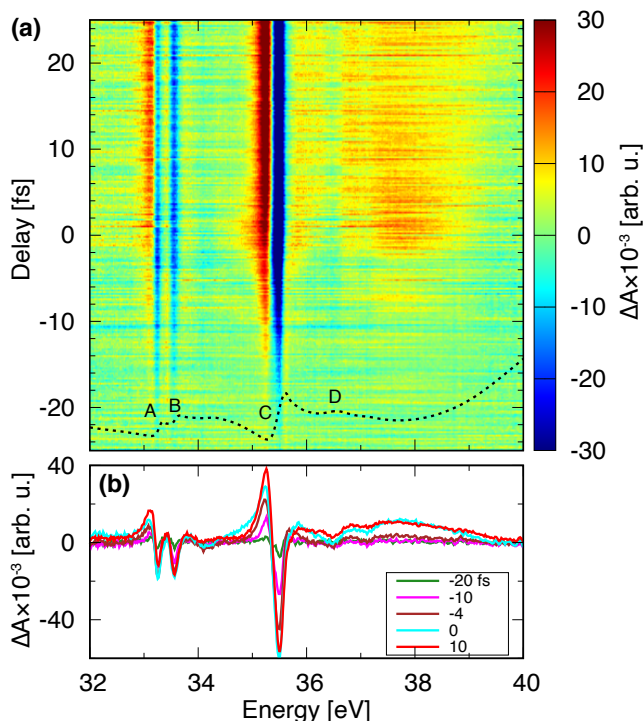 (a)
20
10
0
-10
-20
Delay [fs]
A
B
C
D
30
20
10
0
-10
-20
-30
ΔA×10⁻³ [arb. u.]
(b)
40
0
-40
ΔA×10⁻³ [arb. u.]
-20 fs
-10
-4
0
10
32 34 36 38 40
Energy [eV]